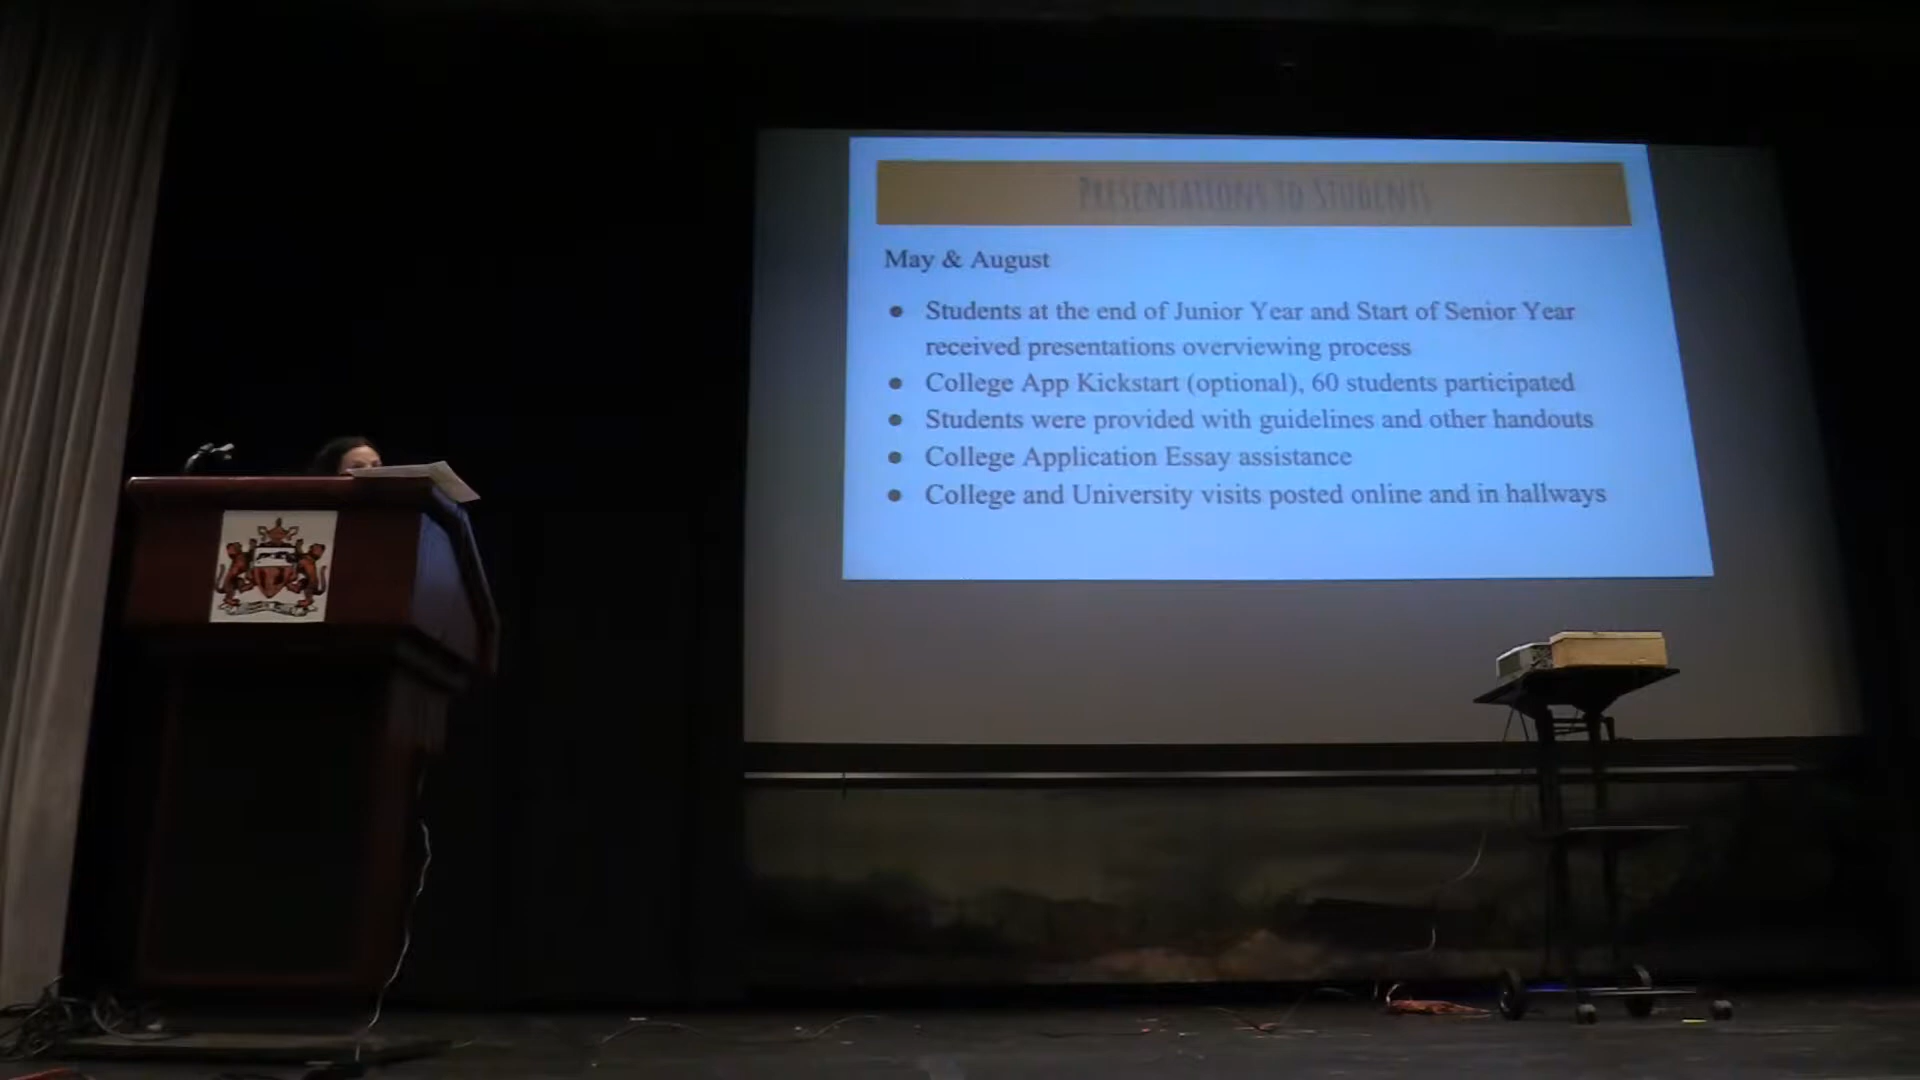 PRESENTATIONS TO STUDENTS
May & August
● Students at the end of Junior Year and Start of Senior Year
received presentations overviewing process
● College App Kickstart (optional), 60 students participated
● Students were provided with guidelines and other handouts
● College Application Essay assistance
● College and University visits posted online and in hallways